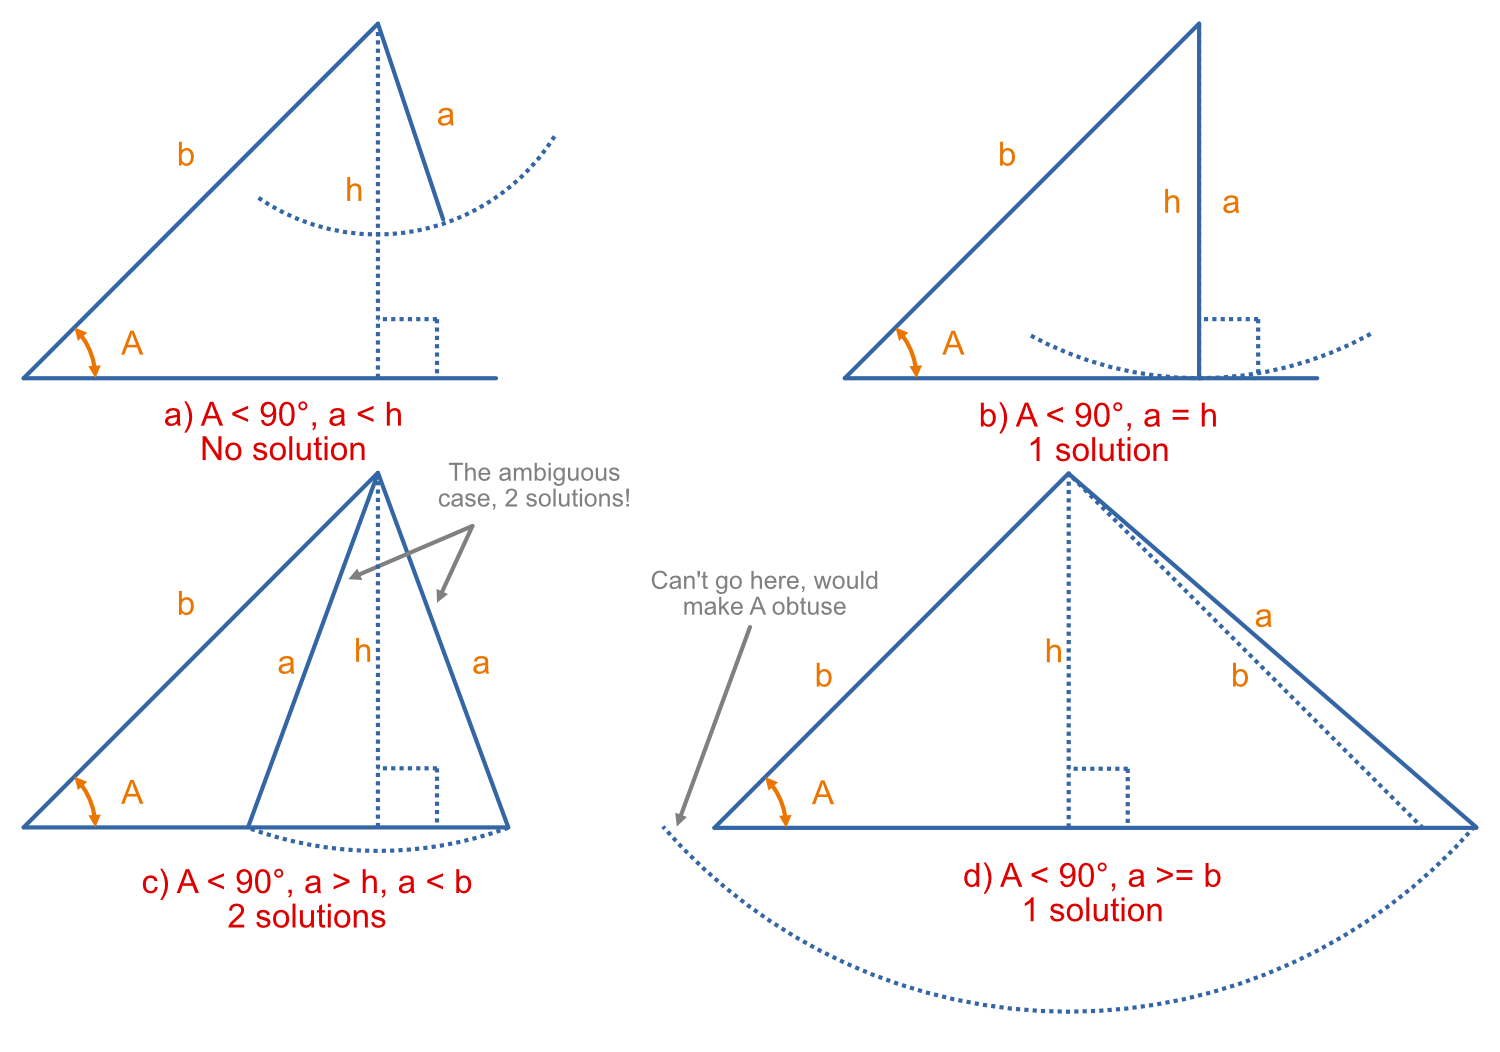 a
b
h
A
a) A < 90°, a < h
No solution
b
h
a
A
b) A < 90°, a = h
1 solution
The ambiguous
case, 2 solutions!
b
a
h
a
A
c) A < 90°, a > h, a < b
2 solutions
Can't go here, would
make A obtuse
a
h
b
b
A
d) A < 90°, a >= b
1 solution